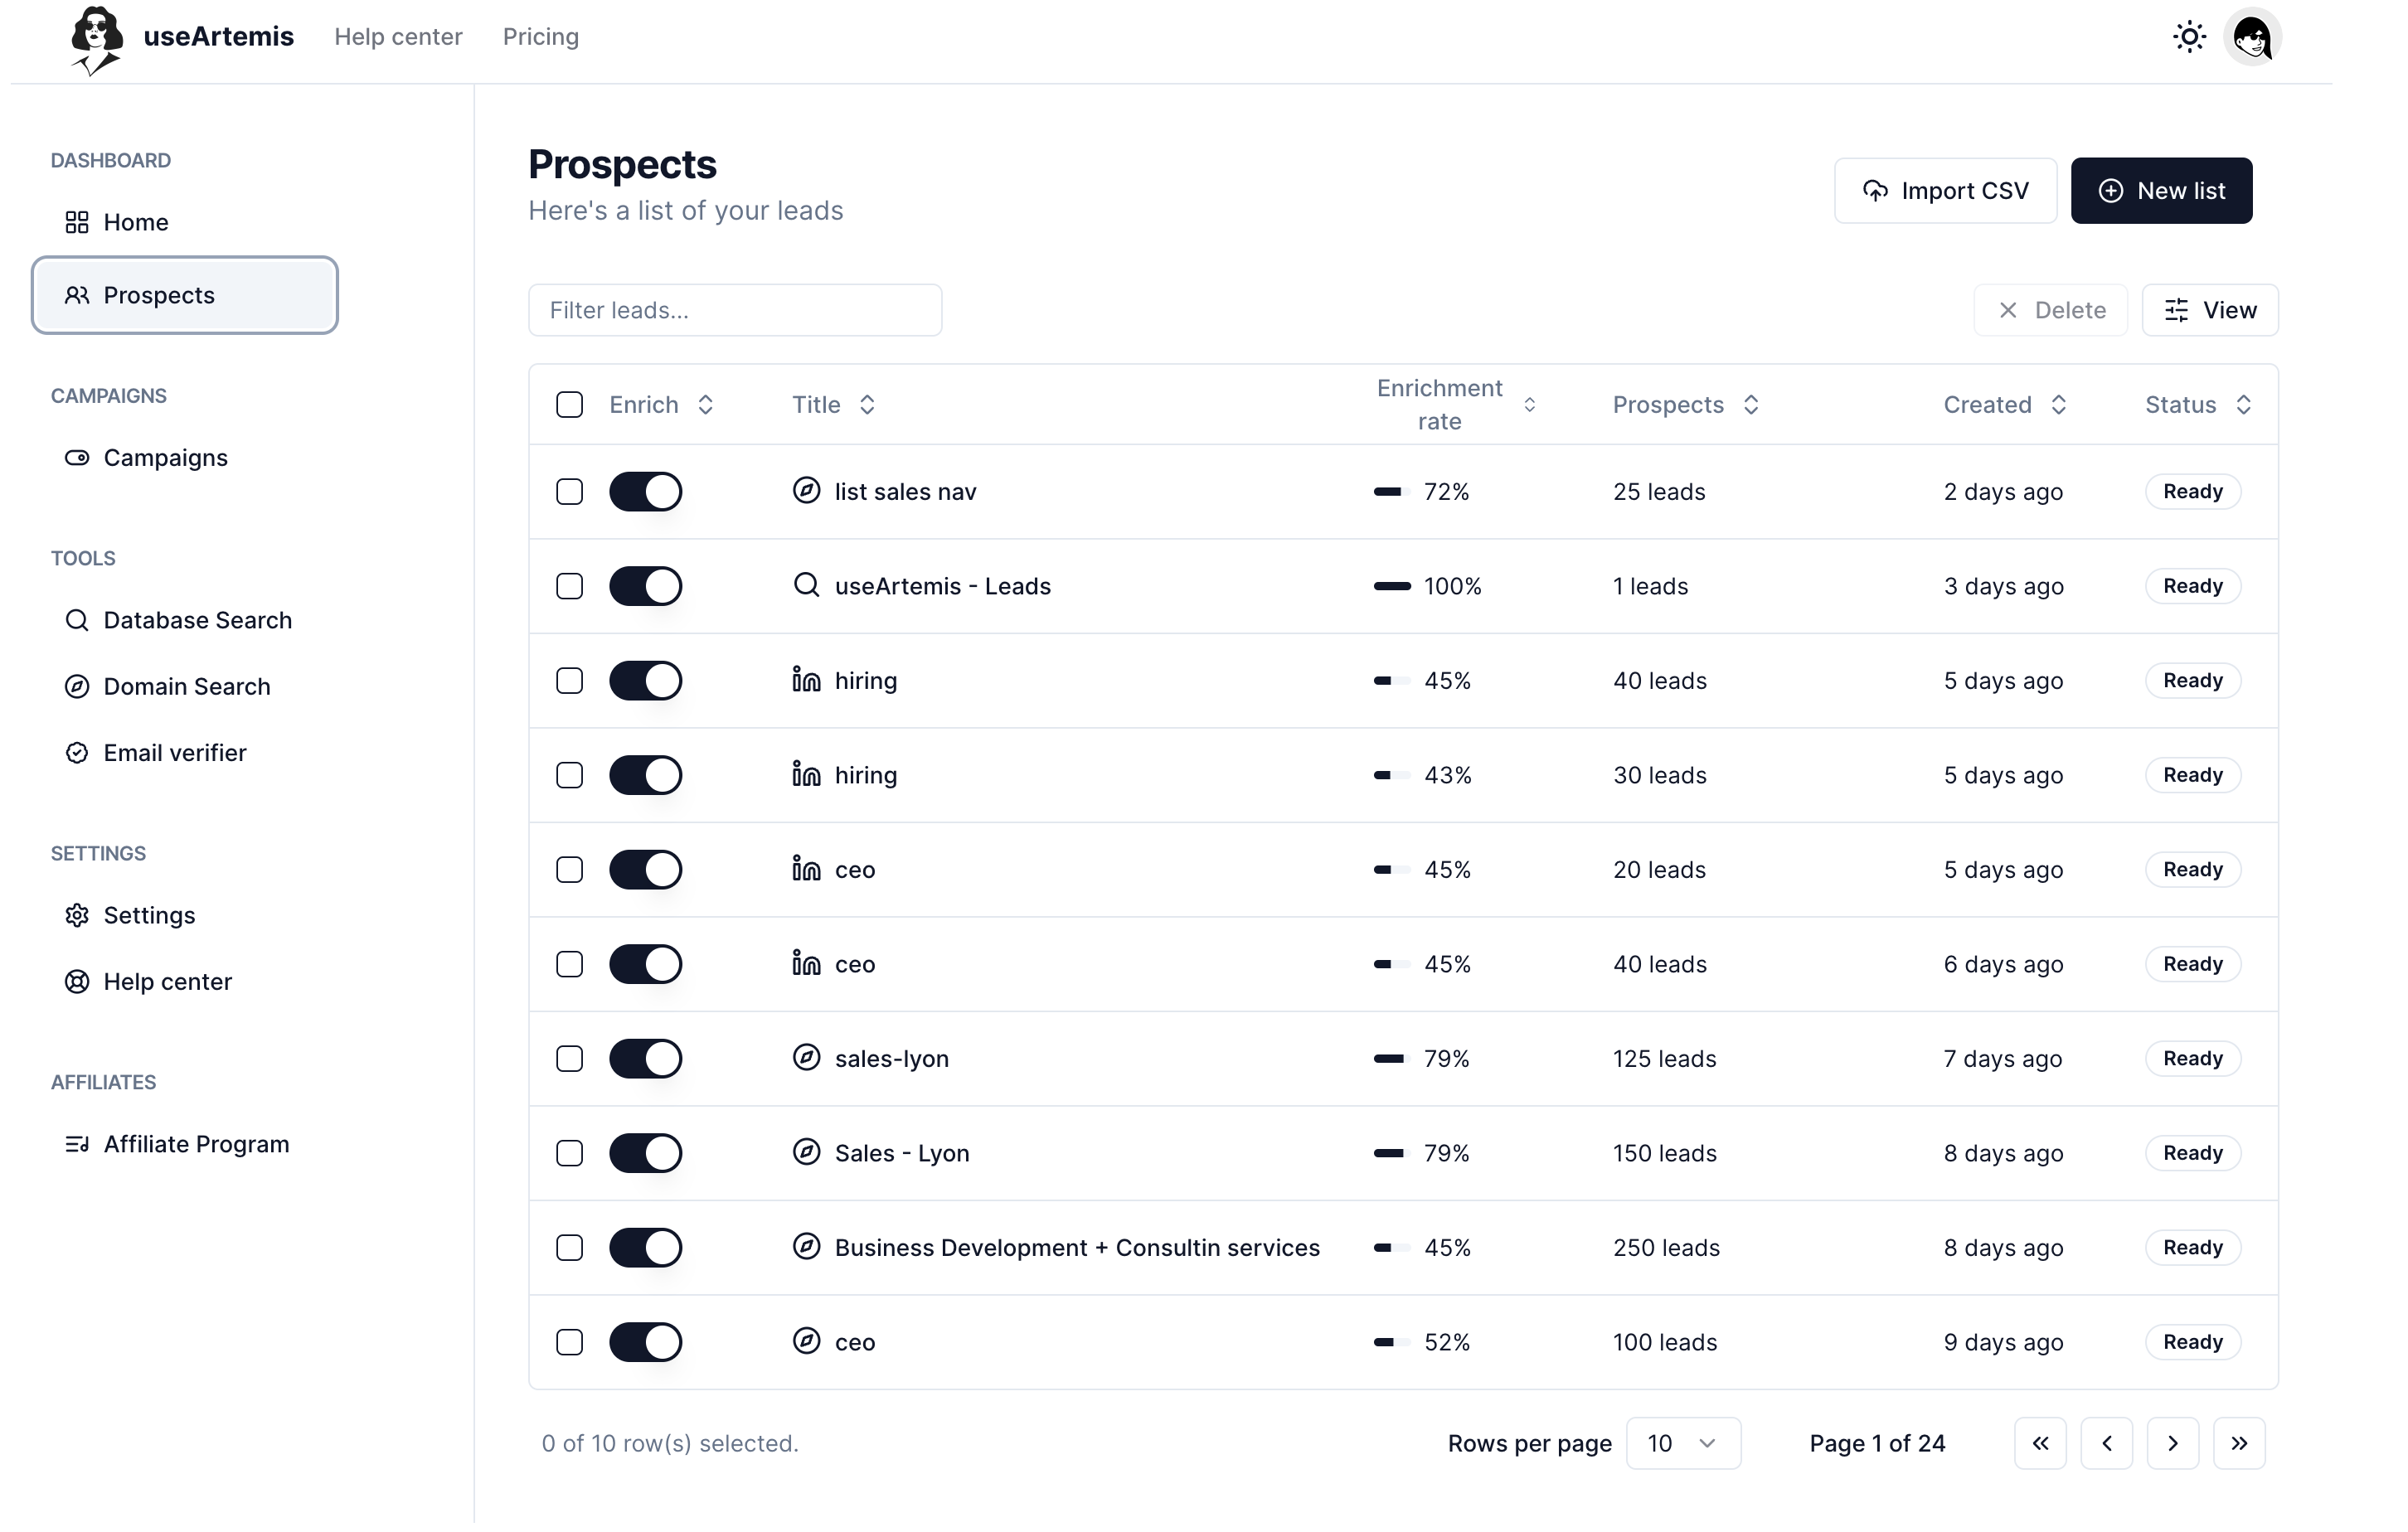 useArtemis Help center Pricing
DASHBOARD
Home
Prospects
CAMPAIGNS
Campaigns
TOOLS
Database Search
Domain Search
Email verifier
SETTINGS
Settings
Help center
AFFILIATES
Affiliate Program
Prospects
Here's a list of your leads
Import CSV
New list
Filter leads...
Delete
View
Enrich Title Enrichment rate Prospects Created Status
list sales nav 72% 25 leads 2 days ago Ready
useArtemis - Leads 100% 1 leads 3 days ago Ready
hiring 45% 40 leads 5 days ago Ready
hiring 43% 30 leads 5 days ago Ready
ceo 45% 20 leads 5 days ago Ready
ceo 45% 40 leads 6 days ago Ready
sales-lyon 79% 125 leads 7 days ago Ready
Sales - Lyon 79% 150 leads 8 days ago Ready
Business Development + Consultin services 45% 250 leads 8 days ago Ready
ceo 52% 100 leads 9 days ago Ready
0 of 10 row(s) selected. Rows per page 10 Page 1 of 24